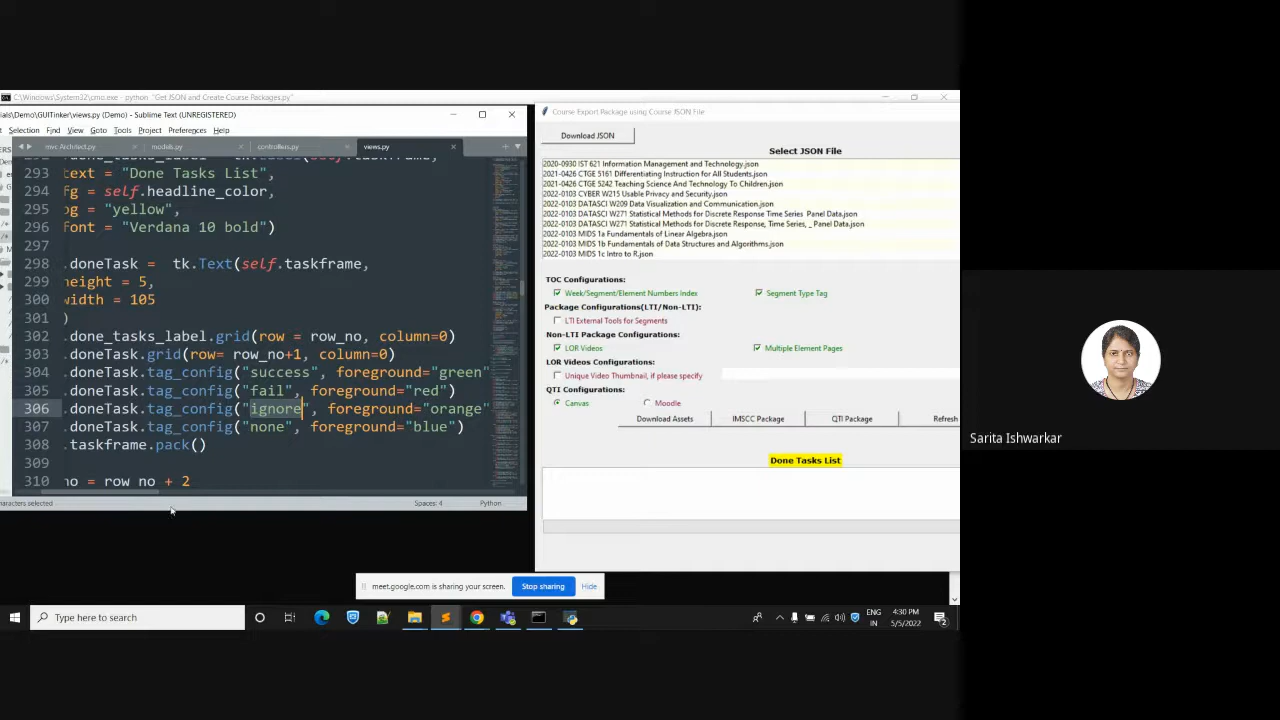 C:\Windows\System32\cmd.exe - python "Get JSON and Create Course Packages.py"
ials\Demo\GUITinker\views.py (Demo) - Sublime Text (UNREGISTERED)
Selection Find View Goto Tools Project Preferences Help
mvc Architect.py models.py controllers.py views.py
293 text = "Done Tasks List",
294 fg = self.headline_color,
295 bg = "yellow",
296 font = "Verdana 10 bold")
297
298 .doneTask = tk.Text(self.taskframe,
299 height = 5,
300 width = 105
301 )
302 done_tasks_label.grid(row = row_no, column=0)
303 doneTask.grid(row= row_no+1, column=0)
304 .doneTask.tag_config("success", foreground="green"
305 .doneTask.tag_config("fail", foreground="red")
306 .doneTask.tag_config("ignore", foreground="orange"
307 .doneTask.tag_config("none", foreground="blue")
308 .taskframe.pack()
309
310 no = row_no + 2
aracters selected Spaces: 4 Python
Course Export Package using Course JSON File
Download JSON
Select JSON File
2020-0930 IST 621 Information Management and Technology.json
2021-0426 CTGE 5161 Differentiating Instruction for All Students.json
2021-0426 CTGE 5242 Teaching Science And Technology To Children.json
2022-0103 CYBER W215 Usable Privacy and Security.json
2022-0103 DATASCI W209 Data Visualization and Communication.json
2022-0103 DATASCI W271 Statistical Methods for Discrete Response Time Series Panel Data.json
2022-0103 DATASCI W271 Statistical Methods for Discrete Response, Time Series, _ Panel Data.json
2022-0103 MIDS 1a Fundamentals of Linear Algebra.json
2022-0103 MIDS 1b Fundamentals of Data Structures and Algorithms.json
2022-0103 MIDS 1c Intro to R.json
TOC Configurations:
Week/Segment/Element Numbers Index Segment Type Tag
Package Configurations(LTI/Non-LTI):
LTI External Tools for Segments
Non-LTI Package Configurations:
LOR Videos Multiple Element Pages
LOR Videos Configurations:
Unique Video Thumbnail, if please specify
QTI Configurations:
Canvas Moodle
Download Assets IMSCC Package QTI Package Refresh
Done Tasks List
meet.google.com is sharing your screen. Stop sharing Hide
Type here to search
ENG
IN
4:30 PM
5/5/2022
2
Sarita Ishwarkar